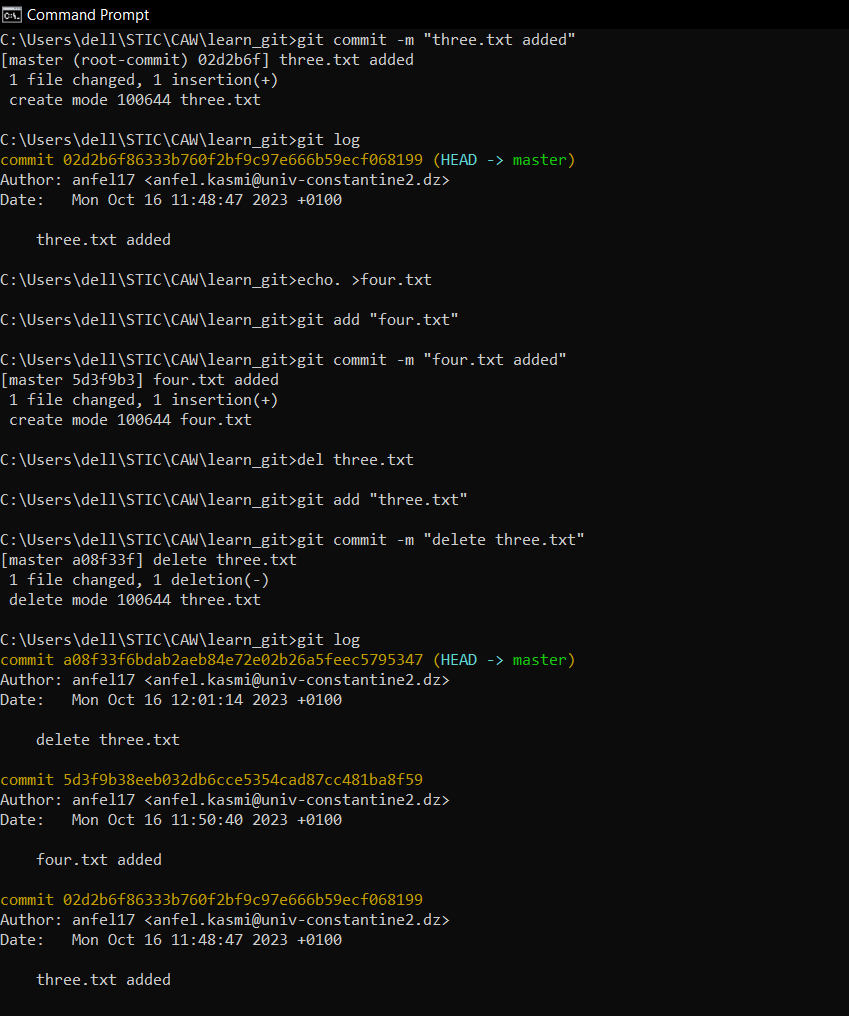 Command Prompt
C:\Users\dell\STIC\CAW\learn_git>git commit -m "three.txt added"
[master (root-commit) 02d2b6f] three.txt added
 1 file changed, 1 insertion(+)
 create mode 100644 three.txt
C:\Users\dell\STIC\CAW\learn_git>git log
commit 02d2b6f86333b760f2bf9c97e666b59ecf068199 (HEAD -> master)
Author: anfel17 <anfel.kasmi@univ-constantine2.dz>
Date:   Mon Oct 16 11:48:47 2023 +0100
    three.txt added
C:\Users\dell\STIC\CAW\learn_git>echo. >four.txt
C:\Users\dell\STIC\CAW\learn_git>git add "four.txt"
C:\Users\dell\STIC\CAW\learn_git>git commit -m "four.txt added"
[master 5d3f9b3] four.txt added
 1 file changed, 1 insertion(+)
 create mode 100644 four.txt
C:\Users\dell\STIC\CAW\learn_git>del three.txt
C:\Users\dell\STIC\CAW\learn_git>git add "three.txt"
C:\Users\dell\STIC\CAW\learn_git>git commit -m "delete three.txt"
[master a08f33f] delete three.txt
 1 file changed, 1 deletion(-)
 delete mode 100644 three.txt
C:\Users\dell\STIC\CAW\learn_git>git log
commit a08f33f6bdab2aeb84e72e02b26a5feec5795347 (HEAD -> master)
Author: anfel17 <anfel.kasmi@univ-constantine2.dz>
Date:   Mon Oct 16 12:01:14 2023 +0100
    delete three.txt
commit 5d3f9b38eeb032db6cce5354cad87cc481ba8f59
Author: anfel17 <anfel.kasmi@univ-constantine2.dz>
Date:   Mon Oct 16 11:50:40 2023 +0100
    four.txt added
commit 02d2b6f86333b760f2bf9c97e666b59ecf068199
Author: anfel17 <anfel.kasmi@univ-constantine2.dz>
Date:   Mon Oct 16 11:48:47 2023 +0100
    three.txt added